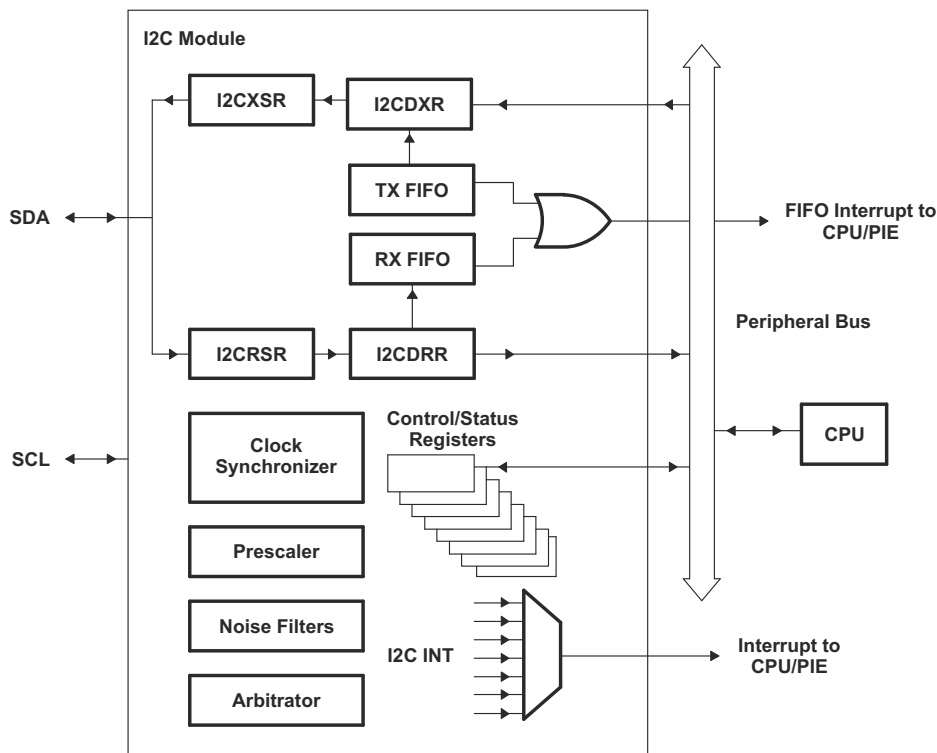 I2C Module
I2CXSR
I2CDXR
TX FIFO
SDA
FIFO Interrupt to
CPU/PIE
RX FIFO
Peripheral Bus
I2CRSR
I2CDRR
Control/Status
Registers
CPU
Clock
Synchronizer
SCL
Prescaler
Noise Filters
I2C INT
Interrupt to
CPU/PIE
Arbitrator